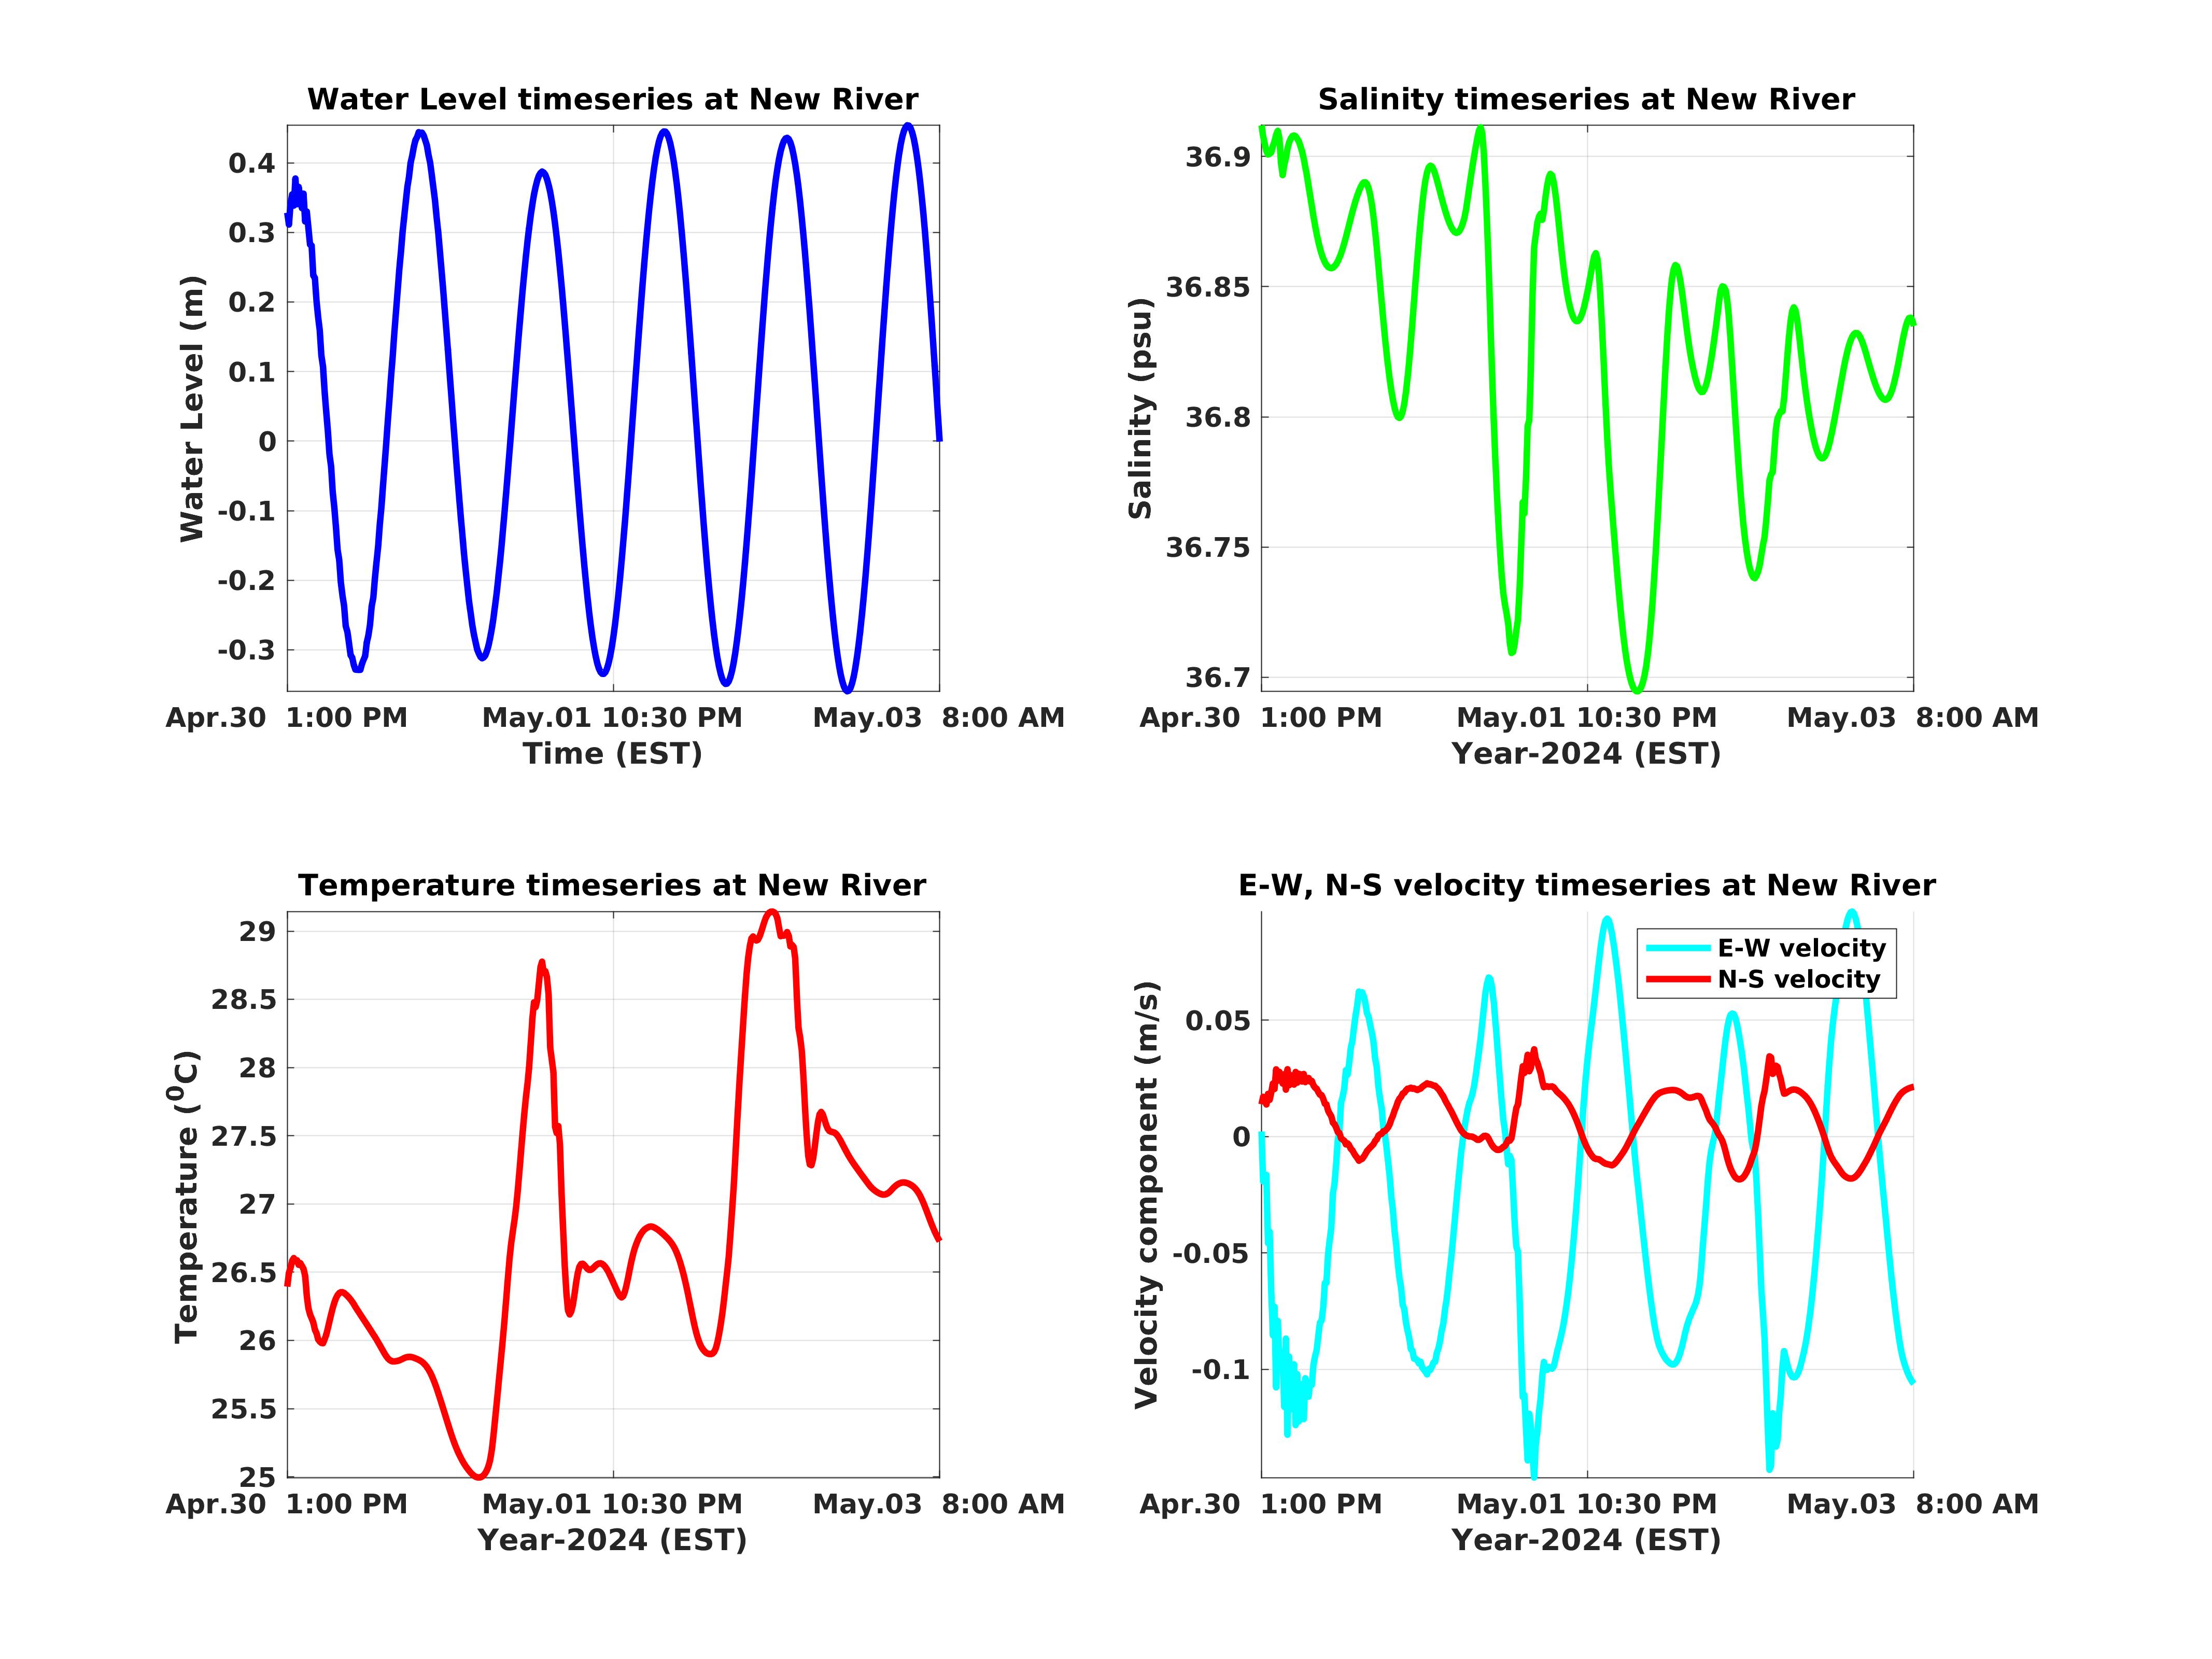 Water Level timeseries at New River
0.4
0.3
0.2
0.1
0
-0.1
-0.2
-0.3
Water Level (m)
Apr.30 1:00 PM
May.01 10:30 PM
May.03 8:00 AM
Time (EST)
Salinity timeseries at New River
36.9
36.85
36.8
36.75
36.7
Salinity (psu)
Apr.30 1:00 PM
May.01 10:30 PM
May.03 8:00 AM
Year-2024 (EST)
Temperature timeseries at New River
29
28.5
28
27.5
27
26.5
26
25.5
25
Temperature (⁰C)
Apr.30 1:00 PM
May.01 10:30 PM
May.03 8:00 AM
Year-2024 (EST)
E-W, N-S velocity timeseries at New River
E-W velocity
N-S velocity
0.05
0
-0.05
-0.1
Velocity component (m/s)
Apr.30 1:00 PM
May.01 10:30 PM
May.03 8:00 AM
Year-2024 (EST)